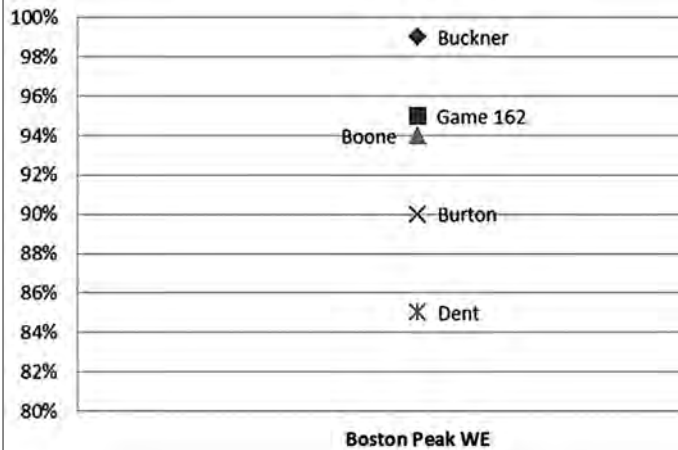 100%
98%
Buckner
96%
Game 162
94%
Boone
92%
90%
Burton
88%
86%
Dent
84%
82%
80%
Boston Peak WE